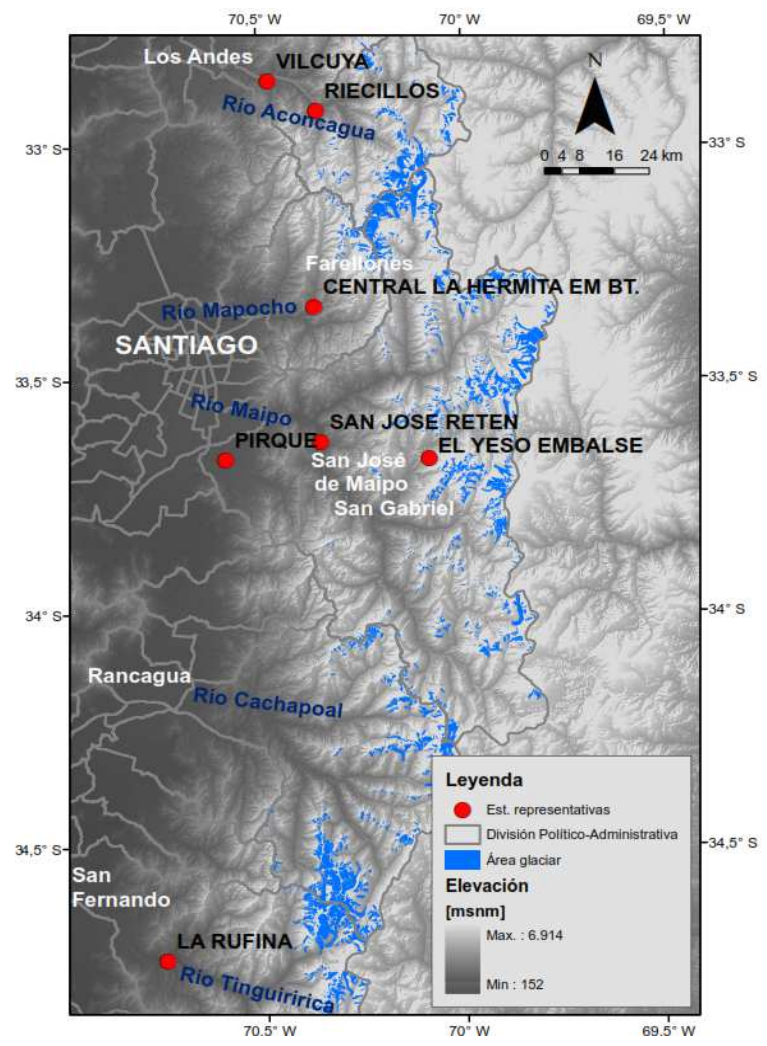 70,5° W 70° W 69,5° W
Los Andes
VILCUYA
RIECILLOS
Río Aconcagua
N
33° S
33° S
0 4 8 16 24 km
Farellones
CENTRAL LA HERMITA EM BT.
Río Mapocho
SANTIAGO
33,5° S
33,5° S
Río Maipo
SAN JOSE RETEN
PIRQUE
EL YESO EMBALSE
San José
de Maipo
San Gabriel
34° S
34° S
Rancagua
Río Cachapoal
Leyenda
Est. representativas
División Político-Administrativa
Área glaciar
Elevación
[msnm]
Max. : 6.914
Min : 152
34,5° S
34,5° S
San
Fernando
LA RUFINA
Río Tinguiririca
70.5° W 70° W 69.5° W